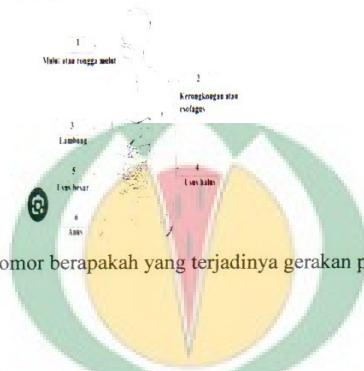 1
Mulut atau rongga mulut
2
Kerongkongan atau
esofagus
3
Lambung
4
Usus halus
5
Usus besar
6
Anus
omor berapakah yang terjadinya gerakan p